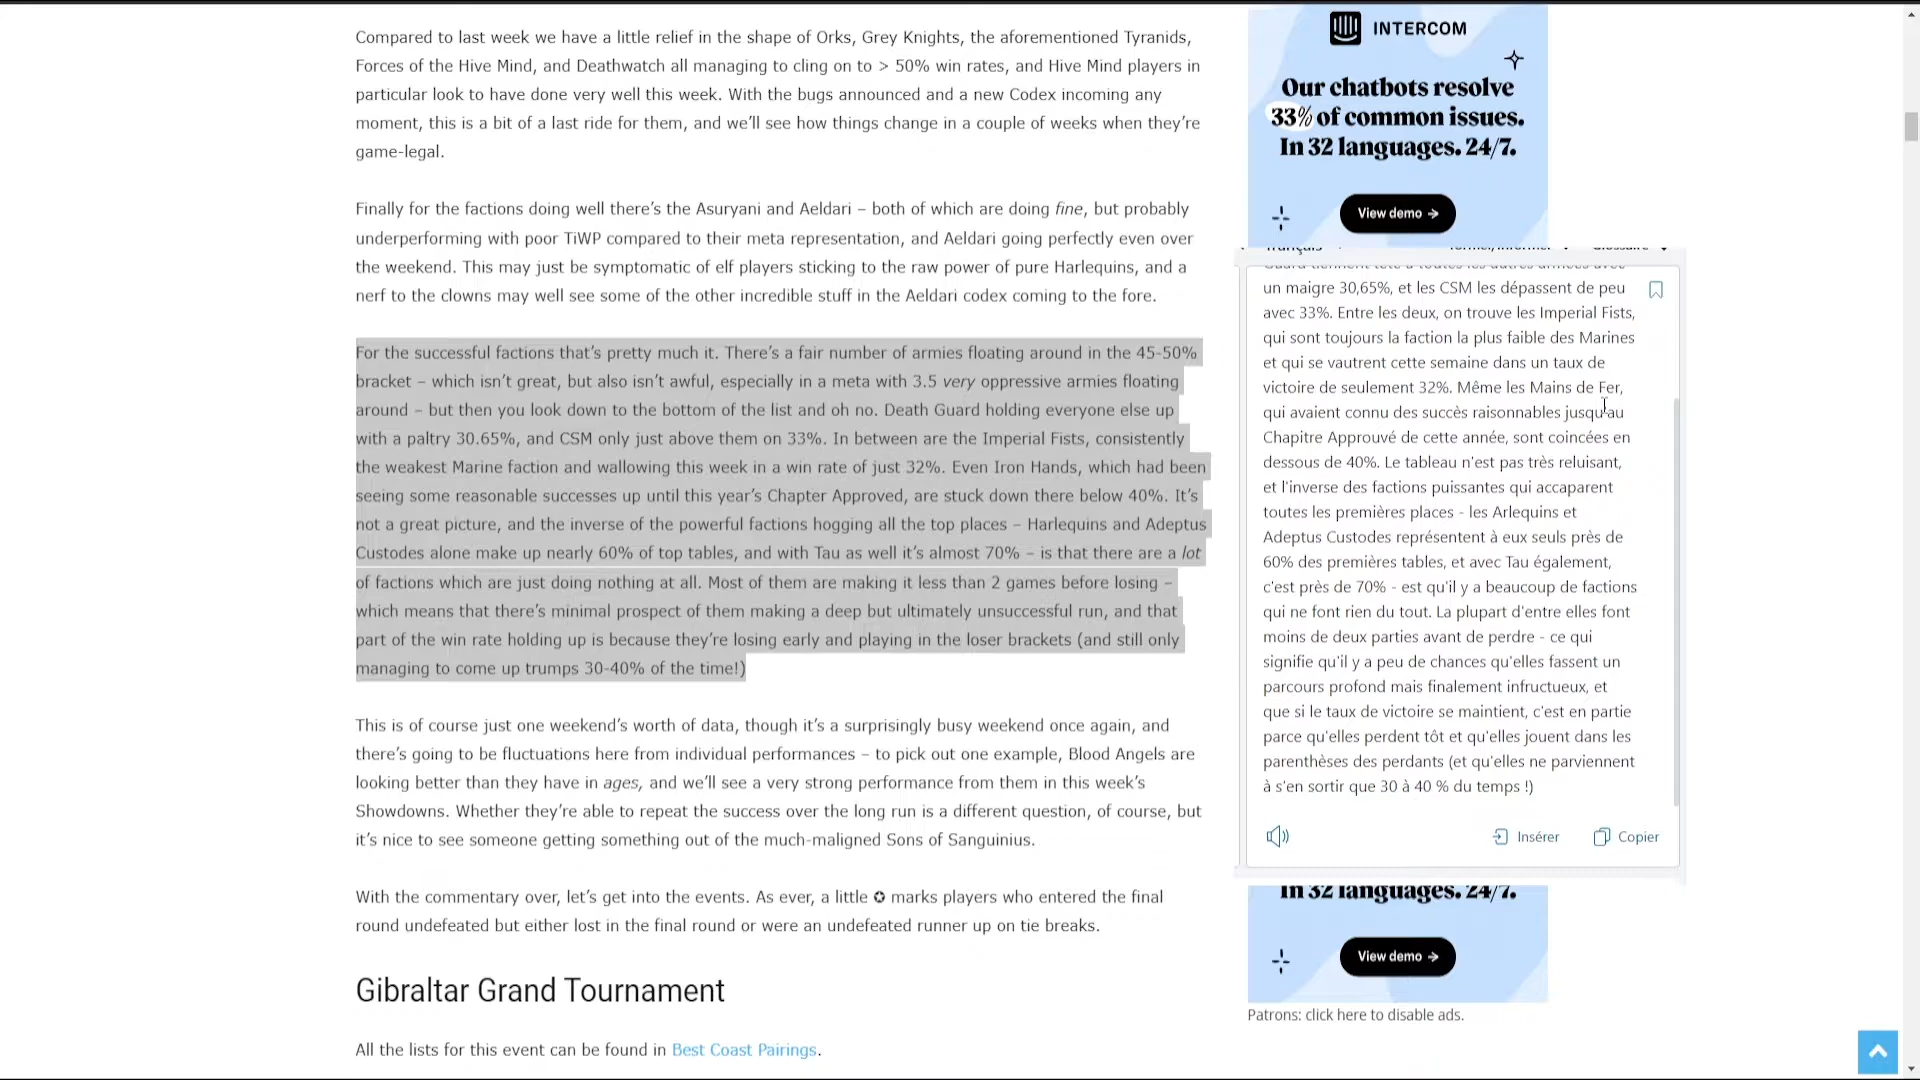 Compared to last week we have a little relief in the shape of Orks, Grey Knights, the aforementioned Tyranids,
Forces of the Hive Mind, and Deathwatch all managing to cling on to > 50% win rates, and Hive Mind players in
particular look to have done very well this week. With the bugs announced and a new Codex incoming any
moment, this is a bit of a last ride for them, and we'll see how things change in a couple of weeks when they're
game-legal.
Finally for the factions doing well there's the Asuryani and Aeldari – both of which are doing fine, but probably
underperforming with poor TiWP compared to their meta representation, and Aeldari going perfectly even over
the weekend. This may just be symptomatic of elf players sticking to the raw power of pure Harlequins, and a
nerf to the clowns may well see some of the other incredible stuff in the Aeldari codex coming to the fore.
For the successful factions that's pretty much it. There's a fair number of armies floating around in the 45-50%
bracket – which isn't great, but also isn't awful, especially in a meta with 3.5 very oppressive armies floating
around – but then you look down to the bottom of the list and oh no. Death Guard holding everyone else up
with a paltry 30.65%, and CSM only just above them on 33%. In between are the Imperial Fists, consistently
the weakest Marine faction and wallowing this week in a win rate of just 32%. Even Iron Hands, which had been
seeing some reasonable successes up until this year's Chapter Approved, are stuck down there below 40%. It's
not a great picture, and the inverse of the powerful factions hogging all the top places – Harlequins and Adeptus
Custodes alone make up nearly 60% of top tables, and with Tau as well it's almost 70% – is that there are a lot
of factions which are just doing nothing at all. Most of them are making it less than 2 games before losing –
which means that there's minimal prospect of them making a deep but ultimately unsuccessful run, and that
part of the win rate holding up is because they're losing early and playing in the loser brackets (and still only
managing to come up trumps 30-40% of the time!)
This is of course just one weekend's worth of data, though it's a surprisingly busy weekend once again, and
there's going to be fluctuations here from individual performances – to pick out one example, Blood Angels are
looking better than they have in ages, and we'll see a very strong performance from them in this week's
Showdowns. Whether they're able to repeat the success over the long run is a different question, of course, but
it's nice to see someone getting something out of the much-maligned Sons of Sanguinius.
With the commentary over, let's get into the events. As ever, a little ✪ marks players who entered the final
round undefeated but either lost in the final round or were an undefeated runner up on tie breaks.
Gibraltar Grand Tournament
All the lists for this event can be found in Best Coast Pairings.
INTERCOM
Our chatbots resolve
33% of common issues.
In 32 languages. 24/7.
View demo →
Guard tiennent tête à toutes les autres armées avec
un maigre 30,65%, et les CSM les dépassent de peu
avec 33%. Entre les deux, on trouve les Imperial Fists,
qui sont toujours la faction la plus faible des Marines
et qui se vautrent cette semaine dans un taux de
victoire de seulement 32%. Même les Mains de Fer,
qui avaient connu des succès raisonnables jusqu'au
Chapitre Approuvé de cette année, sont coincées en
dessous de 40%. Le tableau n'est pas très reluisant,
et l'inverse des factions puissantes qui accaparent
toutes les premières places - les Arlequins et
Adeptus Custodes représentent à eux seuls près de
60% des premières tables, et avec Tau également,
c'est près de 70% - est qu'il y a beaucoup de factions
qui ne font rien du tout. La plupart d'entre elles font
moins de deux parties avant de perdre - ce qui
signifie qu'il y a peu de chances qu'elles fassent un
parcours profond mais finalement infructueux, et
que si le taux de victoire se maintient, c'est en partie
parce qu'elles perdent tôt et qu'elles jouent dans les
parenthèses des perdants (et qu'elles ne parviennent
à s'en sortir que 30 à 40 % du temps !)
Insérer Copier
In 32 languages. 24/7.
View demo →
Patrons: click here to disable ads.